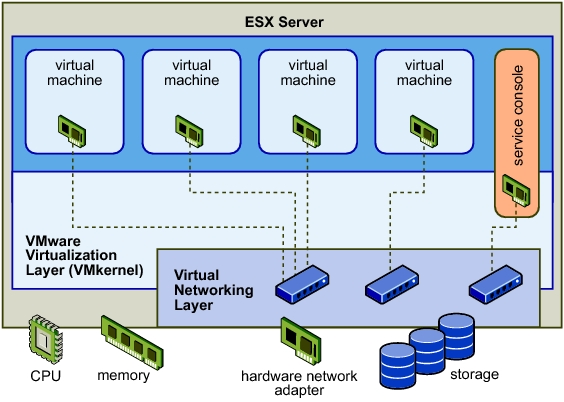 ESX Server
virtual
machine
virtual
machine
virtual
machine
virtual
machine
service console
VMware
Virtualization
Layer (VMkernel)
Virtual
Networking
Layer
CPU
memory
hardware network
adapter
storage